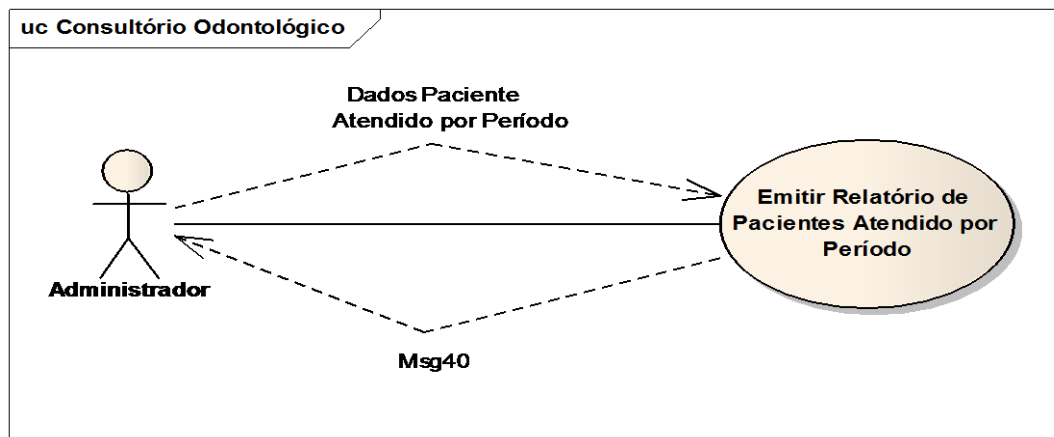 uc Consultório Odontológico
Dados Paciente
Atendido por Período
Emitir Relatório de
Pacientes Atendido por
Período
Administrador
Msg40